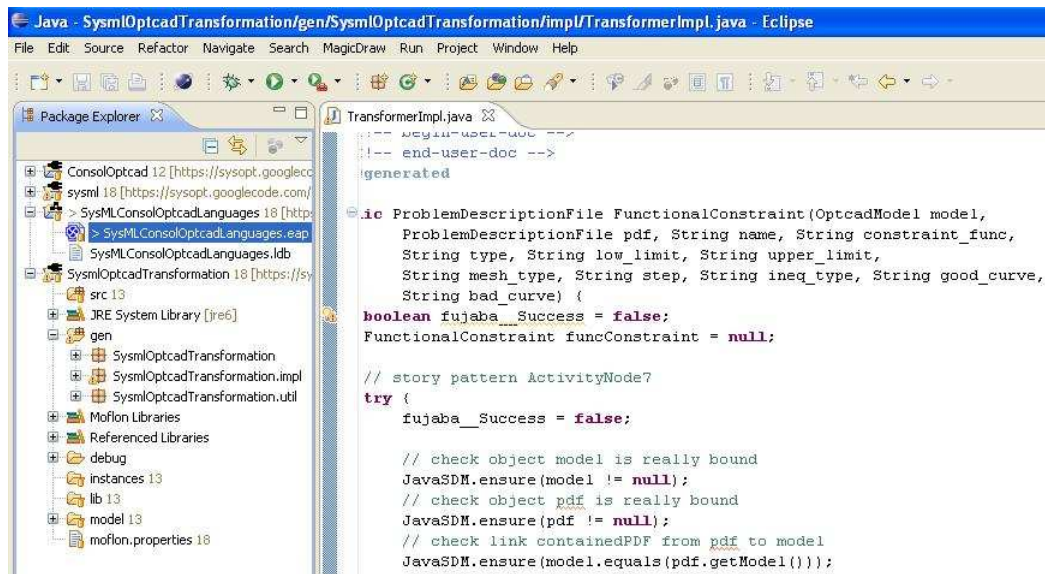 Java - SysmlOptcadTransformation/gen/SysmlOptcadTransformation/impl/TransformerImpl.java - Eclipse
File Edit Source Refactor Navigate Search MagicDraw Run Project Window Help
Package Explorer
TransformerImpl.java
ConsolOptcad 12 [https://sysopt.googlecc
sysml 18 [https://sysopt.googlecode.com/
> SysMLConsolOptcadLanguages 18 [http:
> SysMLConsolOptcadLanguages.eap
SysMLConsolOptcadLanguages.ldb
SysmlOptcadTransformation 18 [https://sy
src 13
JRE System Library [jre6]
gen
SysmlOptcadTransformation
SysmlOptcadTransformation.impl
SysmlOptcadTransformation.util
Moflon Libraries
Referenced Libraries
debug
instances 13
lib 13
model 13
moflon.properties 18
!-- begin-user-doc -->
!-- end-user-doc -->
generated
ic ProblemDescriptionFile FunctionalConstraint(OptcadModel model,
ProblemDescriptionFile pdf, String name, String constraint_func,
String type, String low_limit, String upper_limit,
String mesh_type, String step, String ineq_type, String good_curve,
String bad_curve) {
boolean fujaba__Success = false;
FunctionalConstraint funcConstraint = null;
// story pattern ActivityNode7
try {
fujaba__Success = false;
// check object model is really bound
JavaSDM.ensure(model != null);
// check object pdf is really bound
JavaSDM.ensure(pdf != null);
// check link containedPDF from pdf to model
JavaSDM.ensure(model.equals(pdf.getModel()));